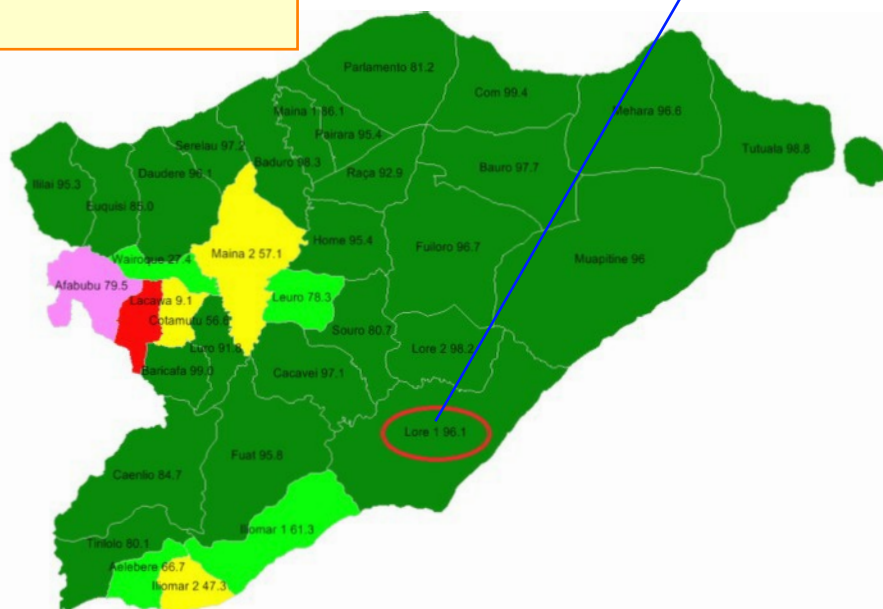 Parlamento 81.2
Com 99.4
Mehara 96.6
Maina 1 86.1
Pairara 95.4
Tutuala 98.8
Serelau 97.2
Baduro 98.3
Bauro 97.7
Daudere 96.1
Raça 92.9
Ililai 95.3
Euquisi 85.0
Home 95.4
Fuiloro 96.7
Maina 2 57.1
Muapitine 96
Wairoque 27.4
Afabubu 79.5
Leuro 78.3
Lacawa 9.1
Cotamutu 56.6
Souro 80.7
Luro 91.8
Lore 2 98.2
Baricafa 99.0
Cacavei 97.1
Lore 1 96.1
Fuat 95.8
Caenlio 84.7
Iliomar 1 61.3
Tirilolo 80.1
Aelebere 66.7
Iliomar 2 47.3